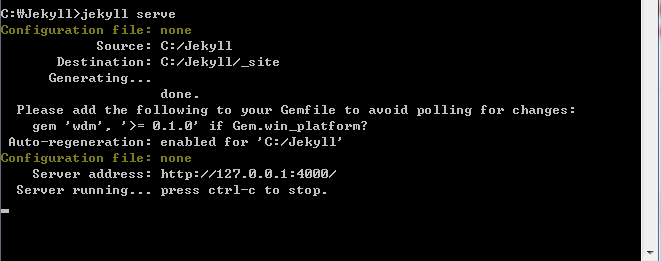 C:₩Jekyll>jekyll serve
Configuration file: none
Source: C:/Jekyll
Destination: C:/Jekyll/_site
Generating...
done.
Please add the following to your Gemfile to avoid polling for changes:
gem 'wdm', '>= 0.1.0' if Gem.win_platform?
Auto-regeneration: enabled for 'C:/Jekyll'
Configuration file: none
Server address: http://127.0.0.1:4000/
Server running... press ctrl-c to stop.